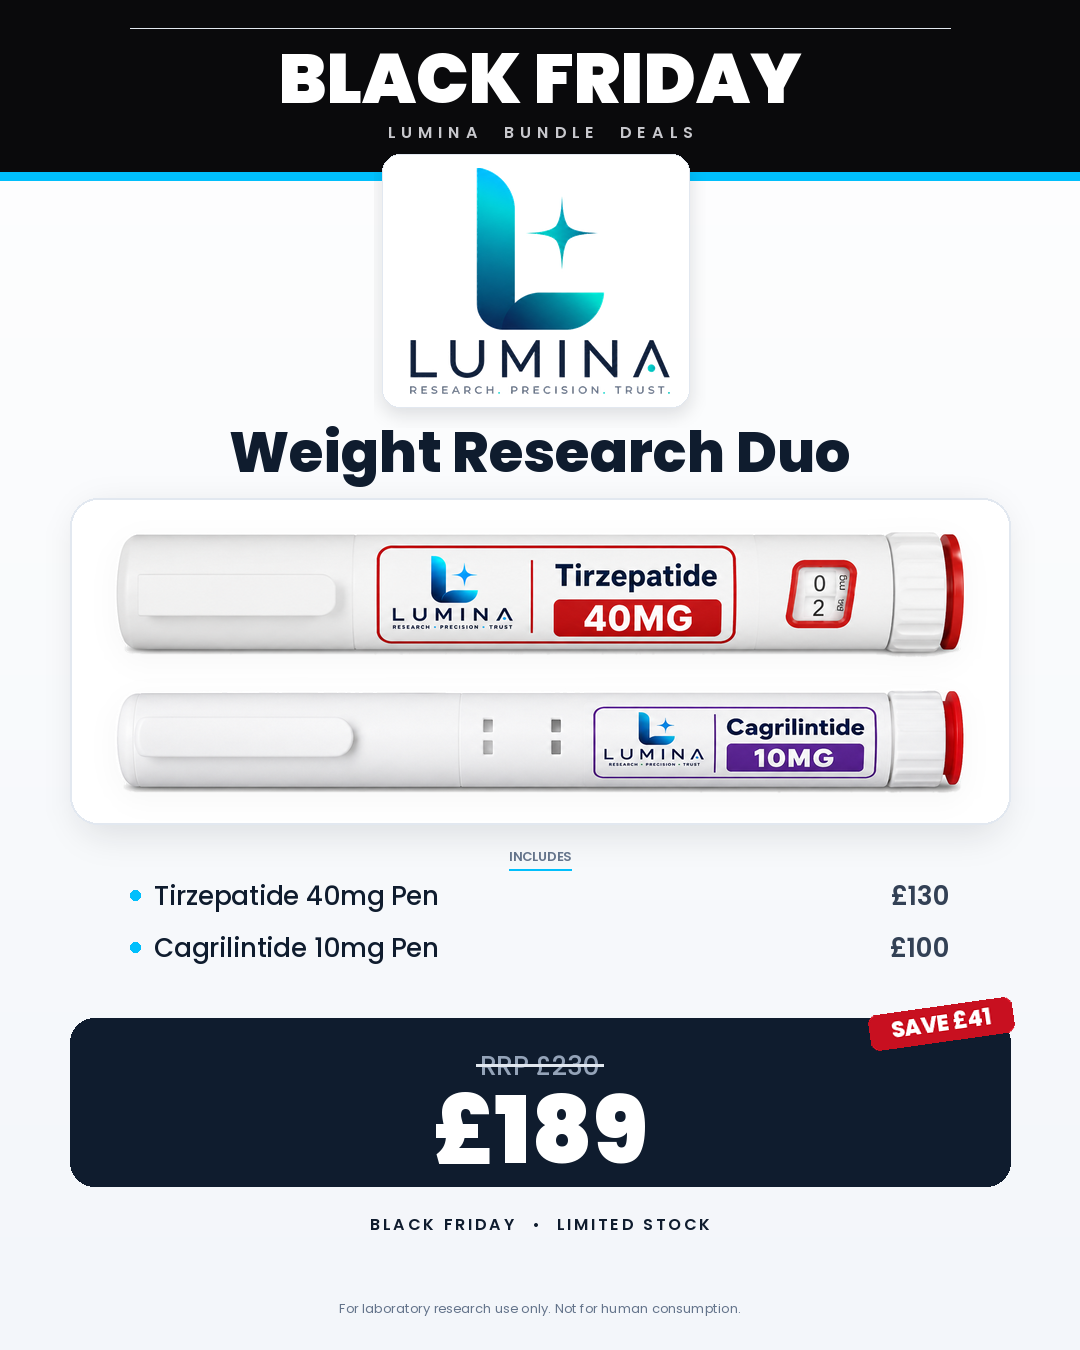 BLACK FRIDAY
LUMINA BUNDLE DEALS
LUMINA
RESEARCH. PRECISION. TRUST.
Weight Research Duo
LUMINA
RESEARCH • PRECISION • TRUST
Tirzepatide
40MG
0
2
mg
LUMINA
RESEARCH • PRECISION • TRUST
Cagrilintide
10MG
INCLUDES
Tirzepatide 40mg Pen £130
Cagrilintide 10mg Pen £100
SAVE £41
RRP £230
£189
BLACK FRIDAY • LIMITED STOCK
For laboratory research use only. Not for human consumption.